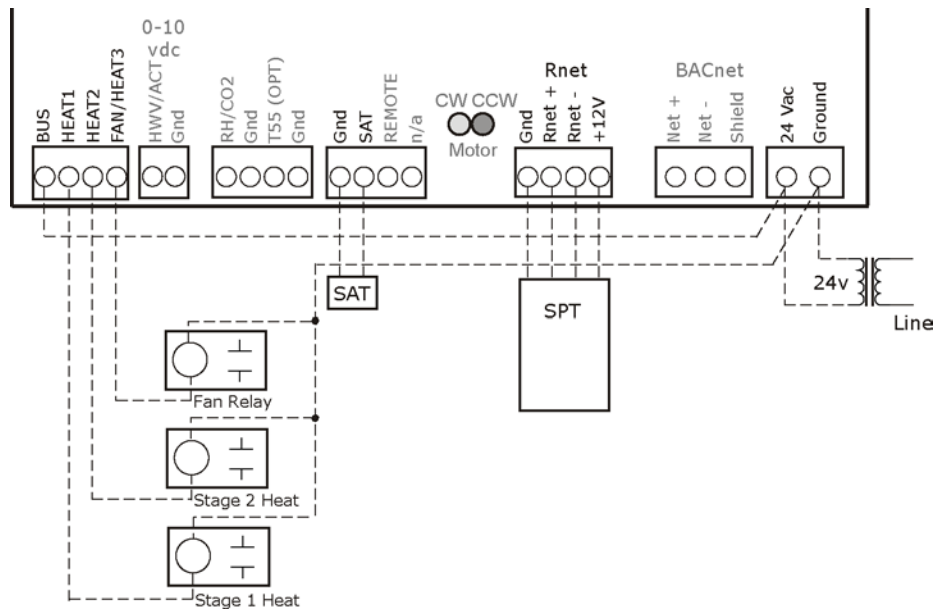 0-10
vdc
Rnet
BACnet
BUS
HEAT1
HEAT2
FAN/HEAT3
HWV/ACT
Gnd
RH/CO2
Gnd
T55 (OPT)
Gnd
Gnd
SAT
REMOTE
n/a
CW CCW
Motor
Gnd
Rnet +
Rnet -
+12V
Net +
Net -
Shield
24 Vac
Ground
SAT
SPT
24v
Line
Fan Relay
Stage 2 Heat
Stage 1 Heat